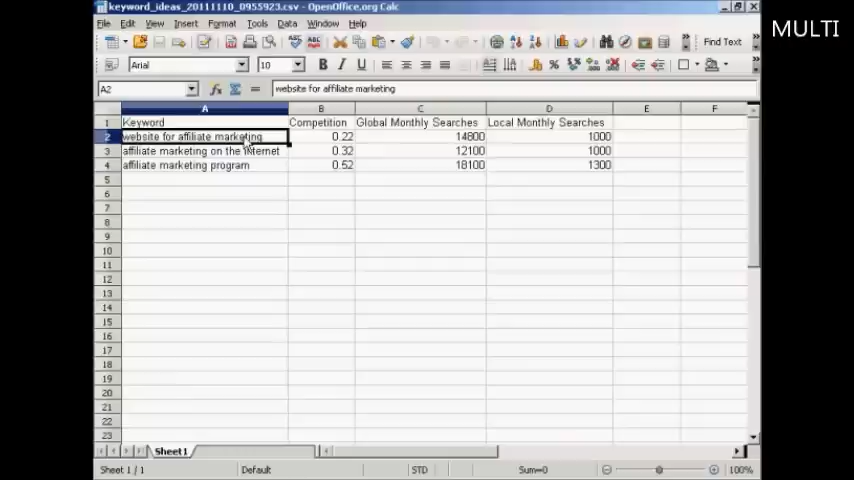 keyword_ideas_20111110_0955923.csv - OpenOffice.org Calc
MULTI
File Edit View Insert Format Tools Data Window Help
Find Text
Arial 10 B I U
A2 fx Σ = website for affiliate marketing
A B C D E F
1 Keyword Competition Global Monthly Searches Local Monthly Searches
2 website for affiliate marketing 0.22 14800 1000
3 affiliate marketing on the internet 0.32 12100 1000
4 affiliate marketing program 0.52 18100 1300
5
6
7
8
9
10
11
12
13
14
15
16
17
18
19
20
21
22
23
Sheet1
Sheet 1 / 1 Default STD Sum=0 100%